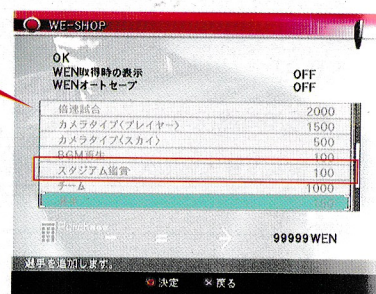 WE-SHOP
OK
WEN取得時の表示 OFF
WENオートセーブ OFF
倍速試合 2000
カメラタイプ〈プレイヤー〉 1500
カメラタイプ〈スカイ〉 500
BGM再生 100
スタジアム鑑賞 100
チーム 1000
選手
99999WEN
選手を追加します。
決定 戻る